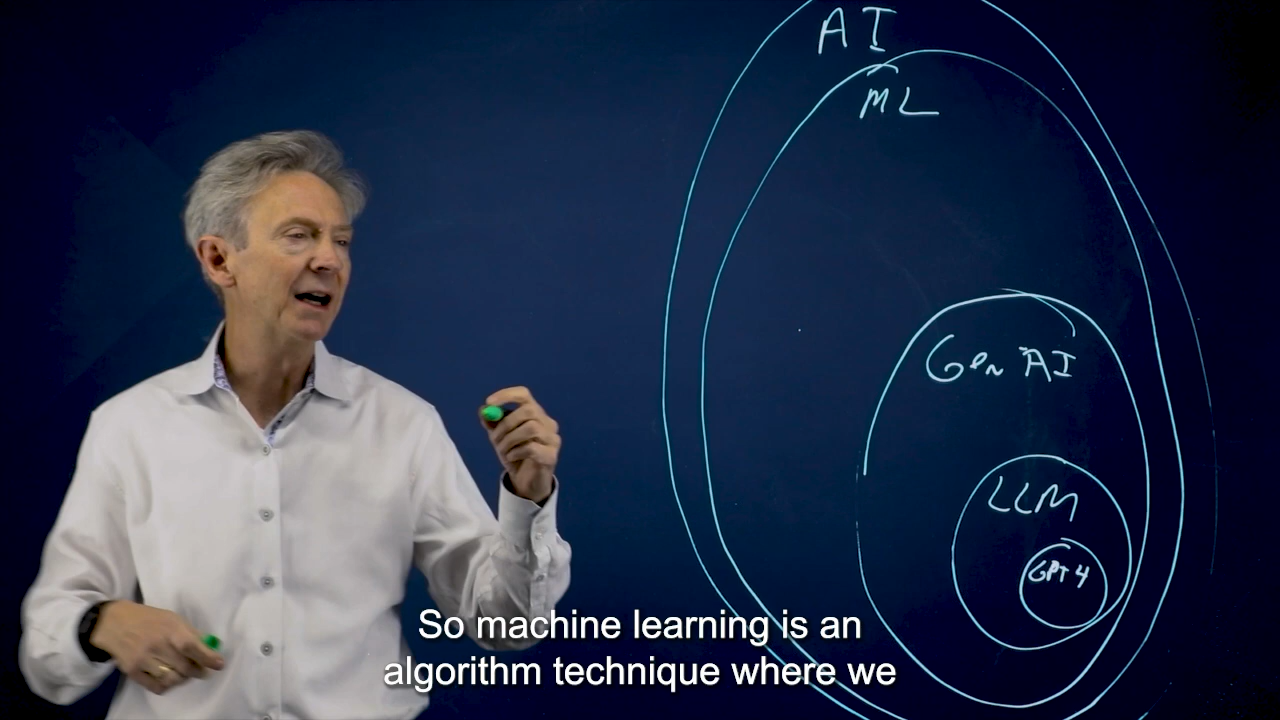 AI
ML
Gen AI
LLM
GPT 4
So machine learning is an
algorithm technique where we